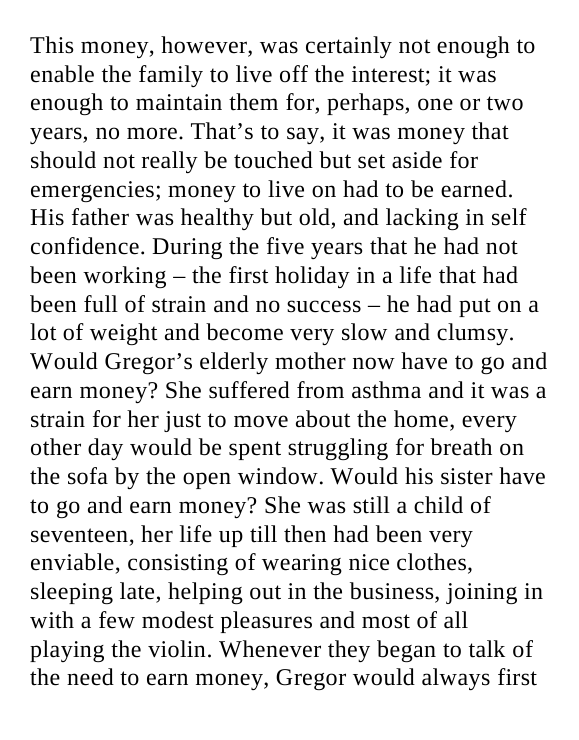 This money, however, was certainly not enough to
enable the family to live off the interest; it was
enough to maintain them for, perhaps, one or two
years, no more. That’s to say, it was money that
should not really be touched but set aside for
emergencies; money to live on had to be earned.
His father was healthy but old, and lacking in self
confidence. During the five years that he had not
been working – the first holiday in a life that had
been full of strain and no success – he had put on a
lot of weight and become very slow and clumsy.
Would Gregor’s elderly mother now have to go and
earn money? She suffered from asthma and it was a
strain for her just to move about the home, every
other day would be spent struggling for breath on
the sofa by the open window. Would his sister have
to go and earn money? She was still a child of
seventeen, her life up till then had been very
enviable, consisting of wearing nice clothes,
sleeping late, helping out in the business, joining in
with a few modest pleasures and most of all
playing the violin. Whenever they began to talk of
the need to earn money, Gregor would always first